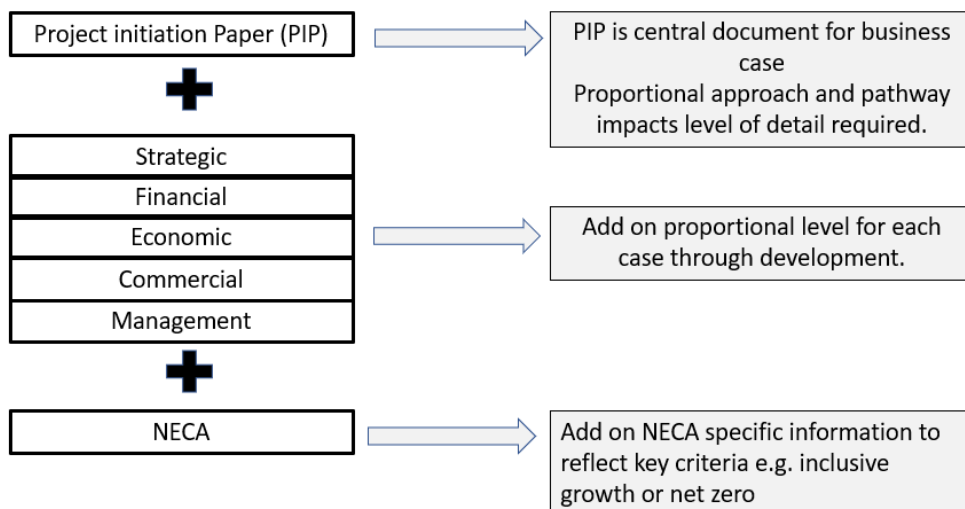 Project initiation Paper (PIP)
PIP is central document for business
case
Proportional approach and pathway
impacts level of detail required.
Strategic
Financial
Economic
Commercial
Management
Add on proportional level for each
case through development.
NECA
Add on NECA specific information to
reflect key criteria e.g. inclusive
growth or net zero